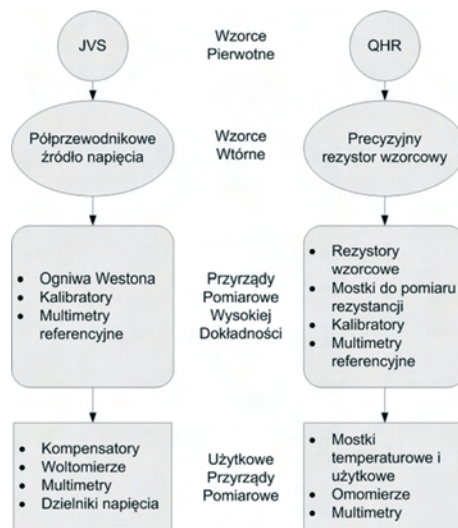 JVS
Wzorce
Pierwotne
QHR
Półprzewodnikowe
źródło napięcia
Wzorce
Wtórne
Precyzyjny
rezystor wzorcowy
• Ogniwa Westona
• Kalibratory
• Multimetry
referencyjne
Przyrządy
Pomiarowe
Wysokiej
Dokładności
• Rezystory
wzorcowe
• Mostki do pomiaru
rezystancji
• Kalibratory
• Multimetry
referencyjne
• Kompensatory
• Woltomierze
• Multimetry
• Dzielniki napięcia
Użytkowe
Przyrządy
Pomiarowe
• Mostki
temperaturowe i
użytkowe
• Omomierze
• Multimetry